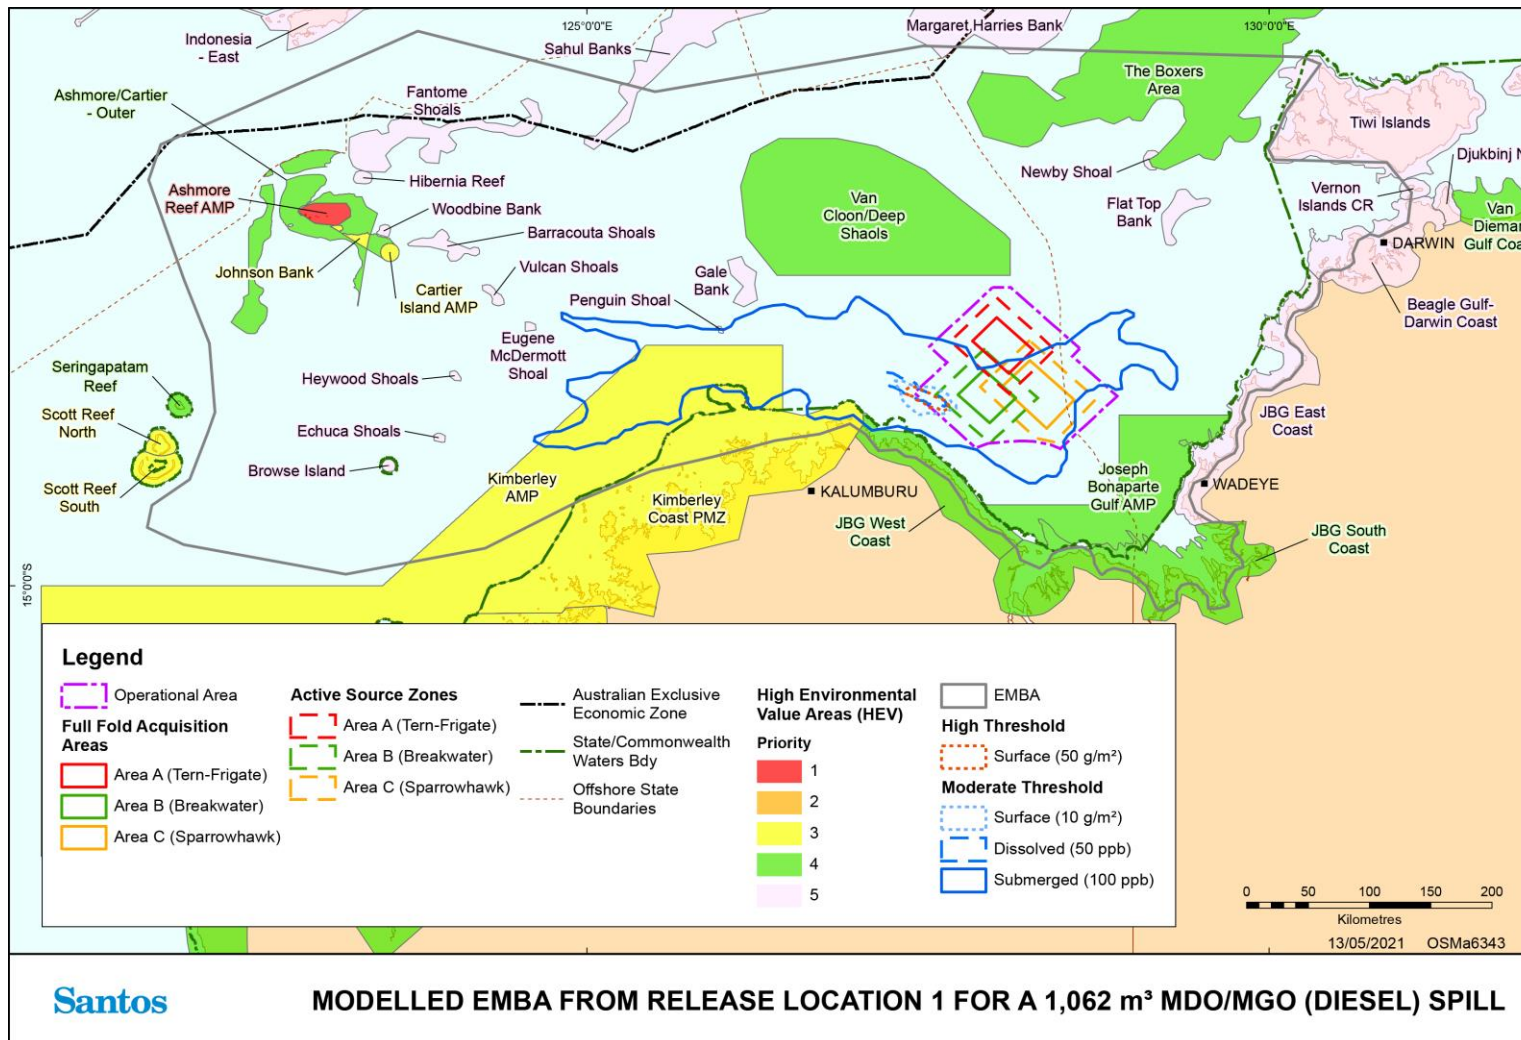 125°0'0"E
130°0'0"E
Indonesia
- East
Sahul Banks
Margaret Harries Bank
Ashmore/Cartier
- Outer
Fantome
Shoals
The Boxers
Area
Tiwi Islands
Hibernia Reef
Newby Shoal
Djukbinj N
Ashmore
Reef AMP
Woodbine Bank
Van
Cloon/Deep
Shaols
Flat Top
Bank
Vernon
Islands CR
Van
Diemar
Gulf Coa
Barracouta Shoals
DARWIN
Johnson Bank
Vulcan Shoals
Gale
Bank
Cartier
Island AMP
Penguin Shoal
Beagle Gulf-
Darwin Coast
Eugene
McDermott
Shoal
Seringapatam
Reef
Heywood Shoals
Scott Reef
North
Echuca Shoals
JBG East
Coast
Browse Island
Scott Reef
South
Kimberley
AMP
Kimberley
Coast PMZ
KALUMBURU
JBG West
Coast
Joseph
Bonaparte
Gulf AMP
WADEYE
JBG South
Coast
15°0'0"S
Legend
Operational Area
Full Fold Acquisition
Areas
Area A (Tern-Frigate)
Area B (Breakwater)
Area C (Sparrowhawk)
Active Source Zones
Area A (Tern-Frigate)
Area B (Breakwater)
Area C (Sparrowhawk)
Australian Exclusive
Economic Zone
State/Commonwealth
Waters Bdy
Offshore State
Boundaries
High Environmental
Value Areas (HEV)
Priority
1
2
3
4
5
EMBA
High Threshold
Surface (50 g/m²)
Moderate Threshold
Surface (10 g/m²)
Dissolved (50 ppb)
Submerged (100 ppb)
0 50 100 150 200
Kilometres
13/05/2021 OSMa6343
Santos
MODELLED EMBA FROM RELEASE LOCATION 1 FOR A 1,062 m³ MDO/MGO (DIESEL) SPILL